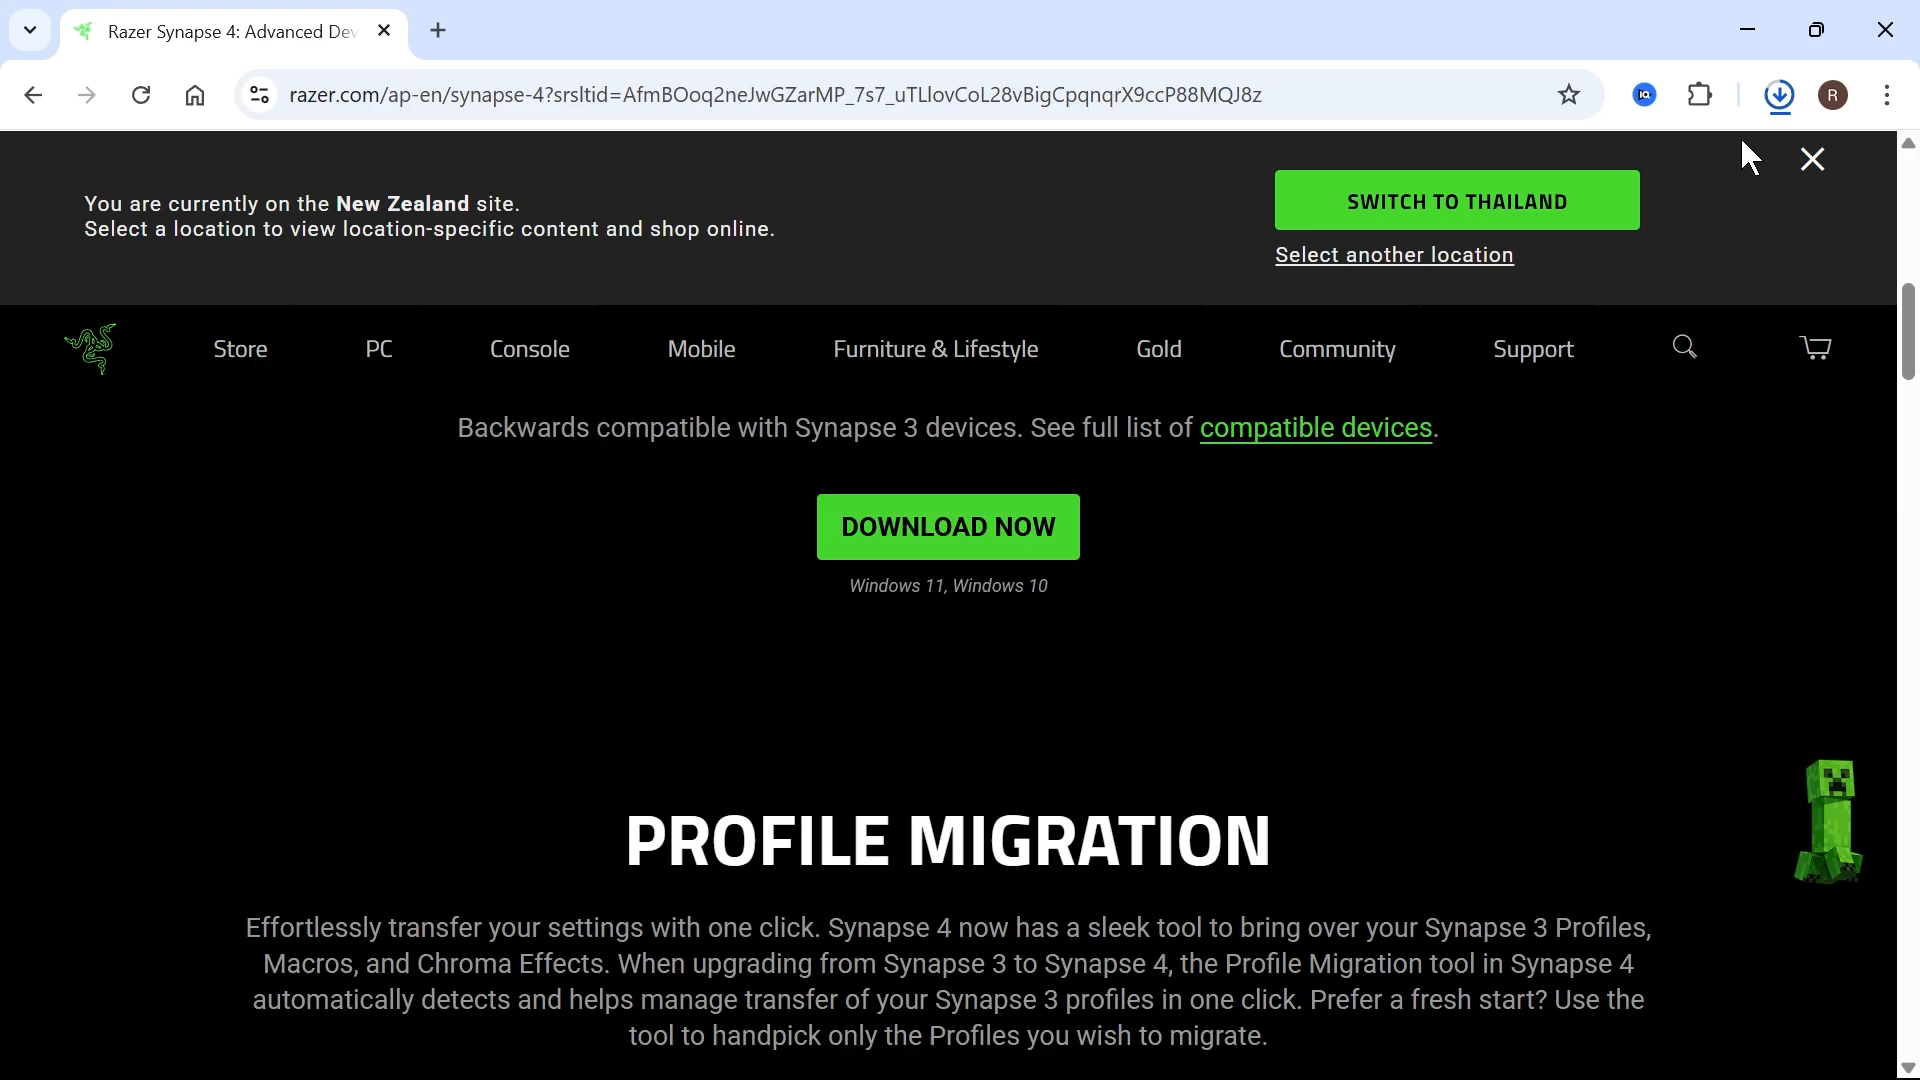 Razer Synapse 4: Advanced Dev
razer.com/ap-en/synapse-4?srsltid=AfmBOoq2neJwGZarMP_7s7_uTLlovCoL28vBigCpqnqrX9ccP88MQJ8z
IQ
R
You are currently on the New Zealand site.
Select a location to view location-specific content and shop online.
SWITCH TO THAILAND
Select another location
Store PC Console Mobile Furniture & Lifestyle Gold Community Support
Backwards compatible with Synapse 3 devices. See full list of compatible devices.
DOWNLOAD NOW
Windows 11, Windows 10
PROFILE MIGRATION
Effortlessly transfer your settings with one click. Synapse 4 now has a sleek tool to bring over your Synapse 3 Profiles,
Macros, and Chroma Effects. When upgrading from Synapse 3 to Synapse 4, the Profile Migration tool in Synapse 4
automatically detects and helps manage transfer of your Synapse 3 profiles in one click. Prefer a fresh start? Use the
tool to handpick only the Profiles you wish to migrate.